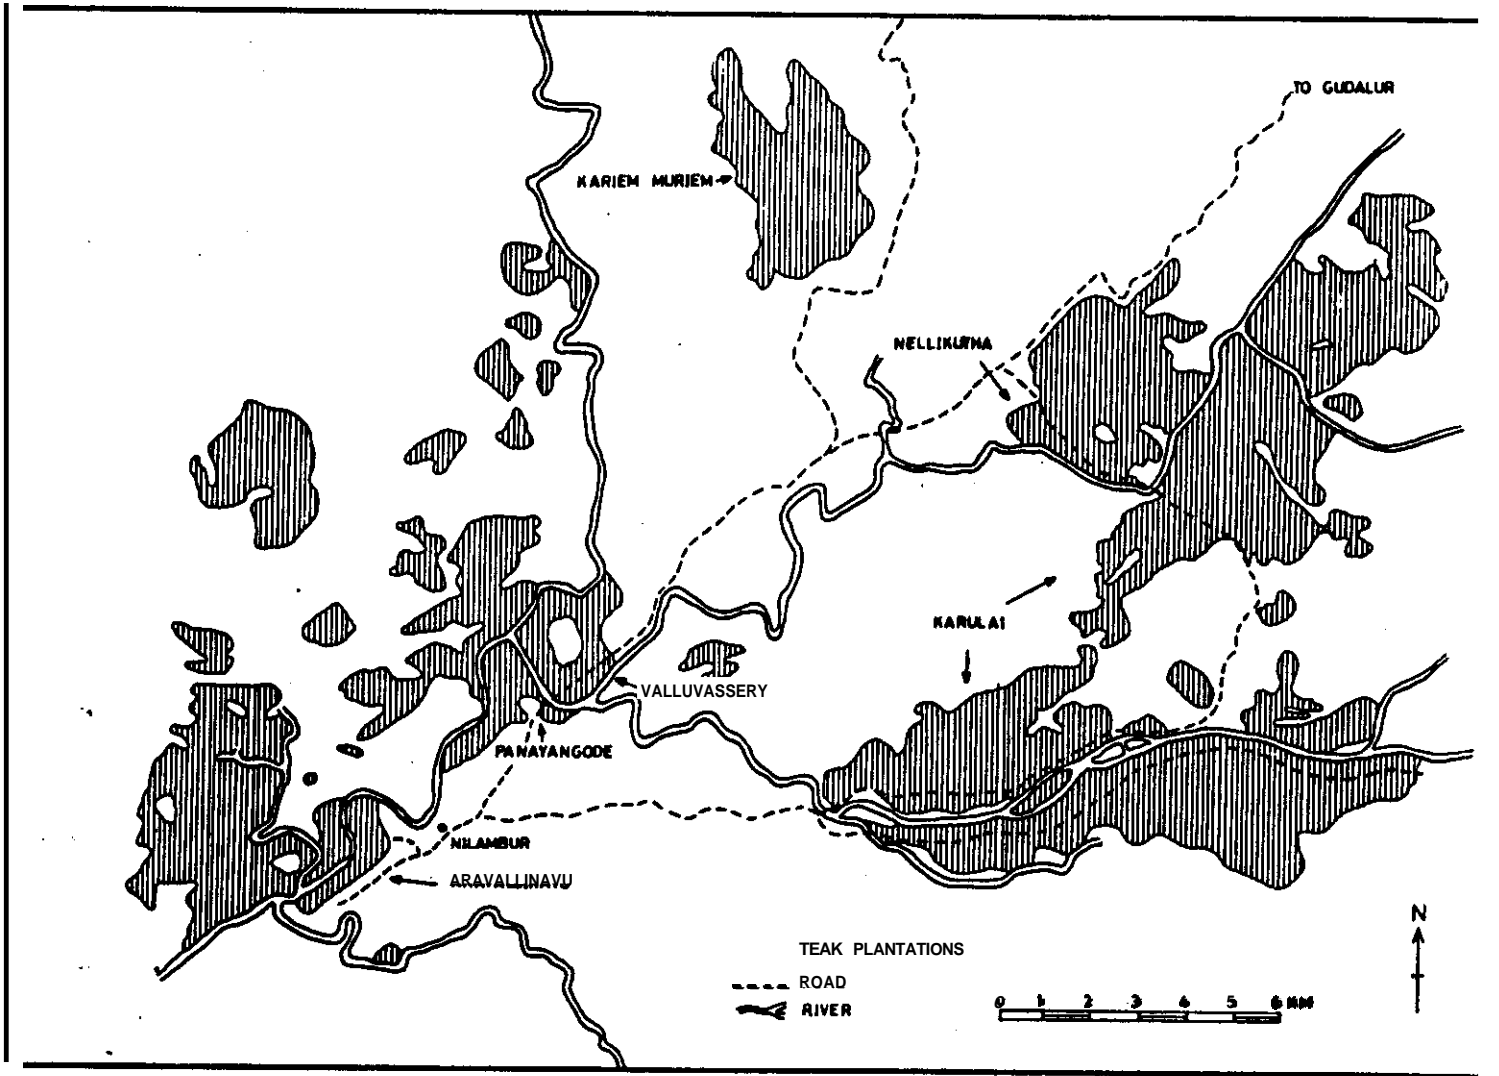 TO GUDALUR
KARIEM MURIEM
NELLIKUTHA
KARULAI
VALLUVASSERY
PANAYANGODE
NILAMBUR
ARAVALLINAVU
N
TEAK PLANTATIONS
ROAD
RIVER
0 1 2 3 4 5 6 KM